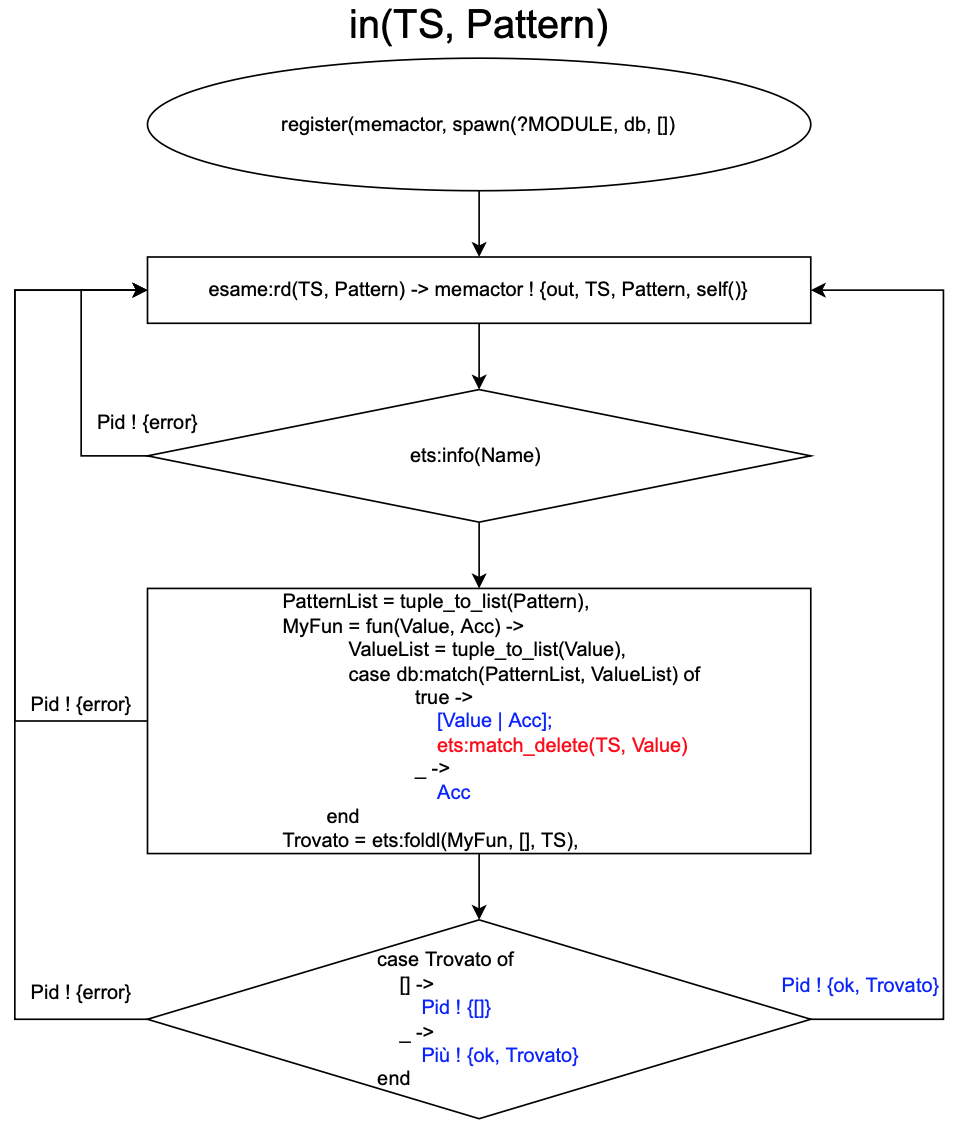 in(TS, Pattern)
register(memactor, spawn(?MODULE, db, [])
esame:rd(TS, Pattern) -> memactor ! {out, TS, Pattern, self()}
Pid ! {error}
ets:info(Name)
PatternList = tuple_to_list(Pattern),
MyFun = fun(Value, Acc) ->
ValueList = tuple_to_list(Value),
case db:match(PatternList, ValueList) of
true ->
[Value | Acc];
ets:match_delete(TS, Value)
_ ->
Acc
end
Trovato = ets:foldl(MyFun, [], TS),
Pid ! {error}
case Trovato of
[] ->
Pid ! {[]}
_ ->
Più ! {ok, Trovato}
end
Pid ! {error}
Pid ! {ok, Trovato}